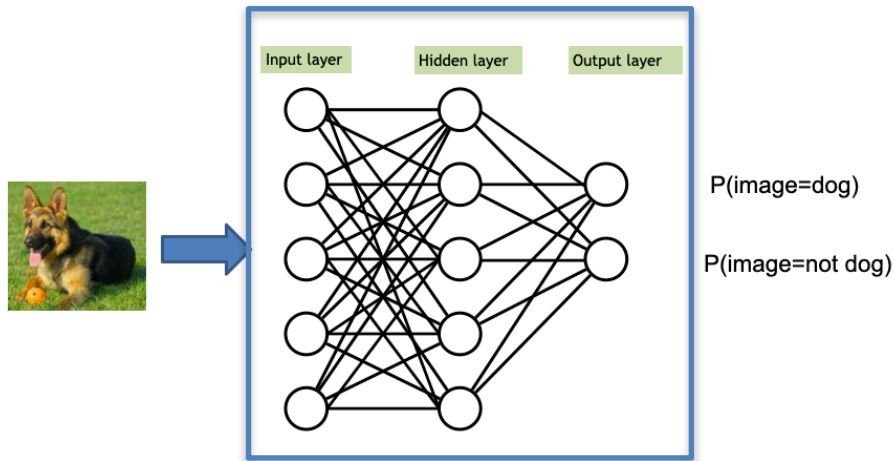 Input layer
Hidden layer
Output layer
P(image=dog)
P(image=not dog)